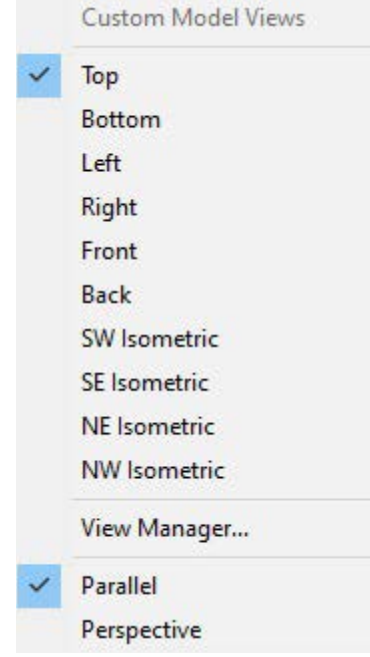 Custom Model Views
Top
Bottom
Left
Right
Front
Back
SW Isometric
SE Isometric
NE Isometric
NW Isometric
View Manager...
Parallel
Perspective